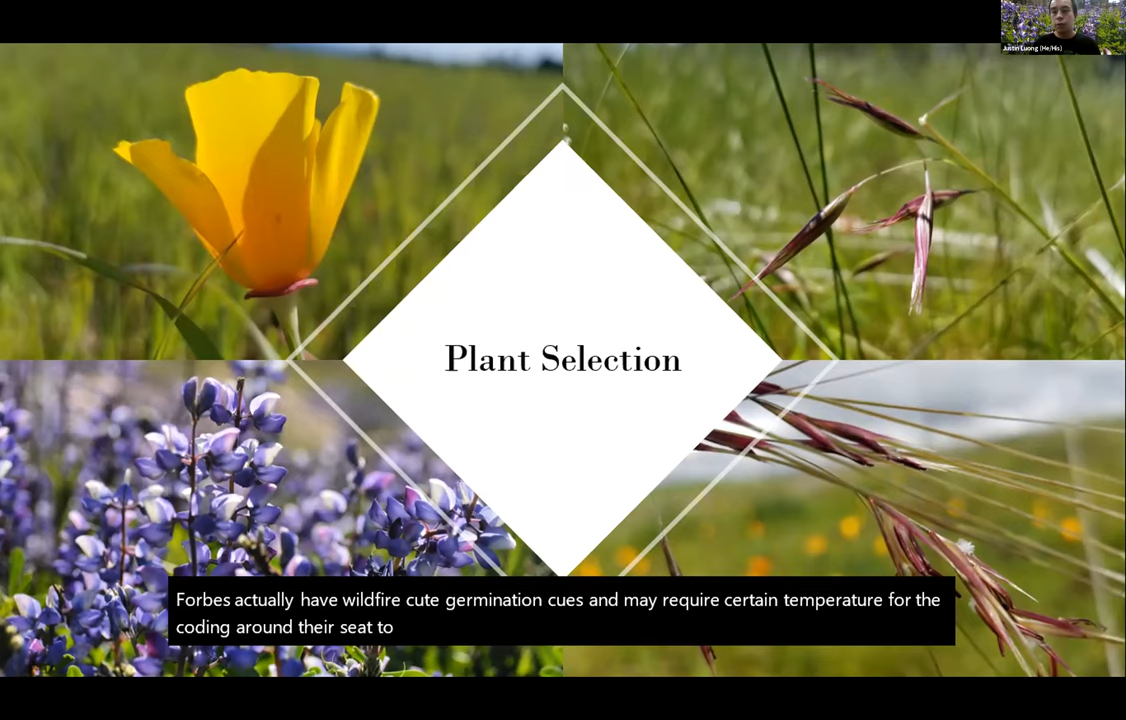 Justin Luong (He/His)
Plant Selection
Forbes actually have wildfire cute germination cues and may require certain temperature for the
coding around their seat to